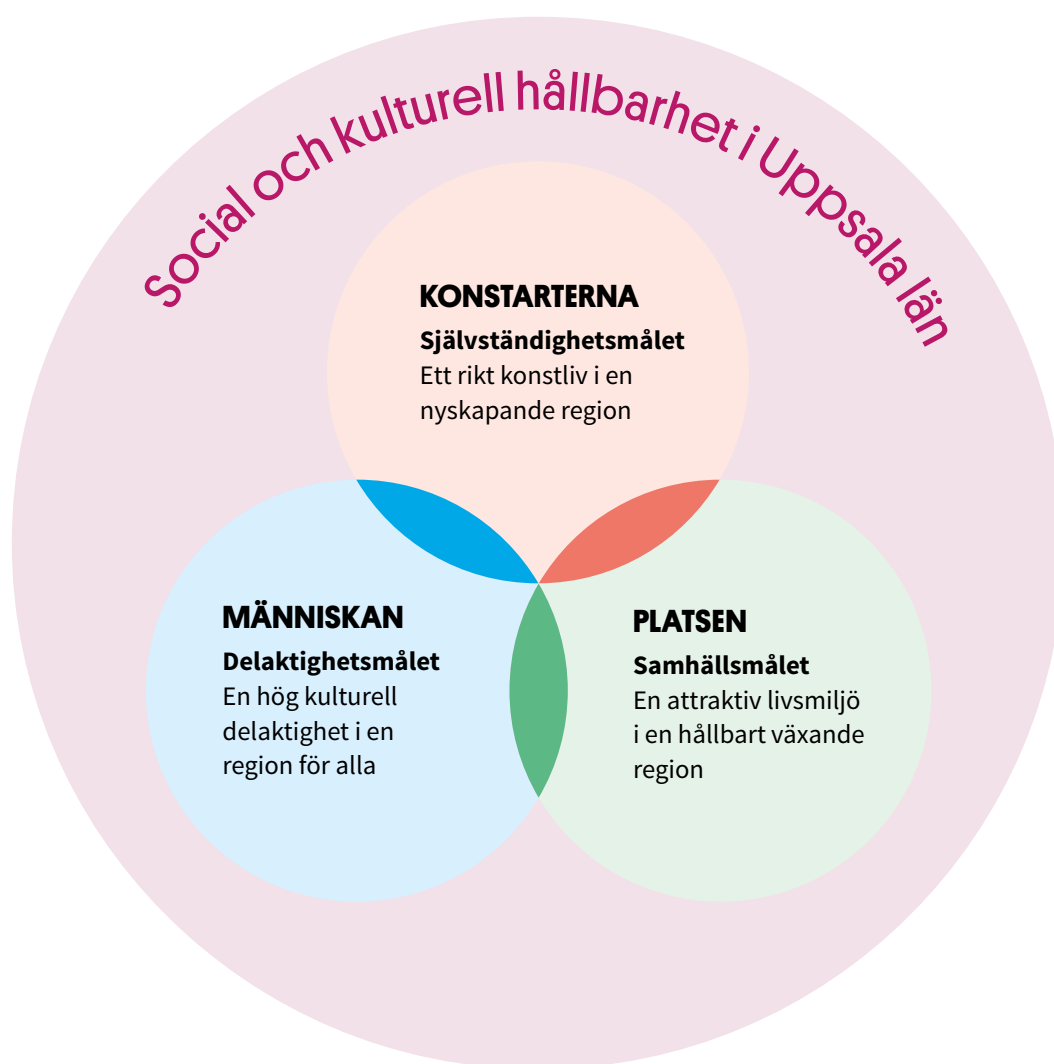 Social och kulturell hållbarhet i Uppsala län
KONSTARTERNA
Självständighetsmålet
Ett rikt konstliv i en
nyskapande region
MÄNNISKAN
Delaktighetsmålet
En hög kulturell
delaktighet i en
region för alla
PLATSEN
Samhällsmålet
En attraktiv livsmiljö
i en hållbart växande
region